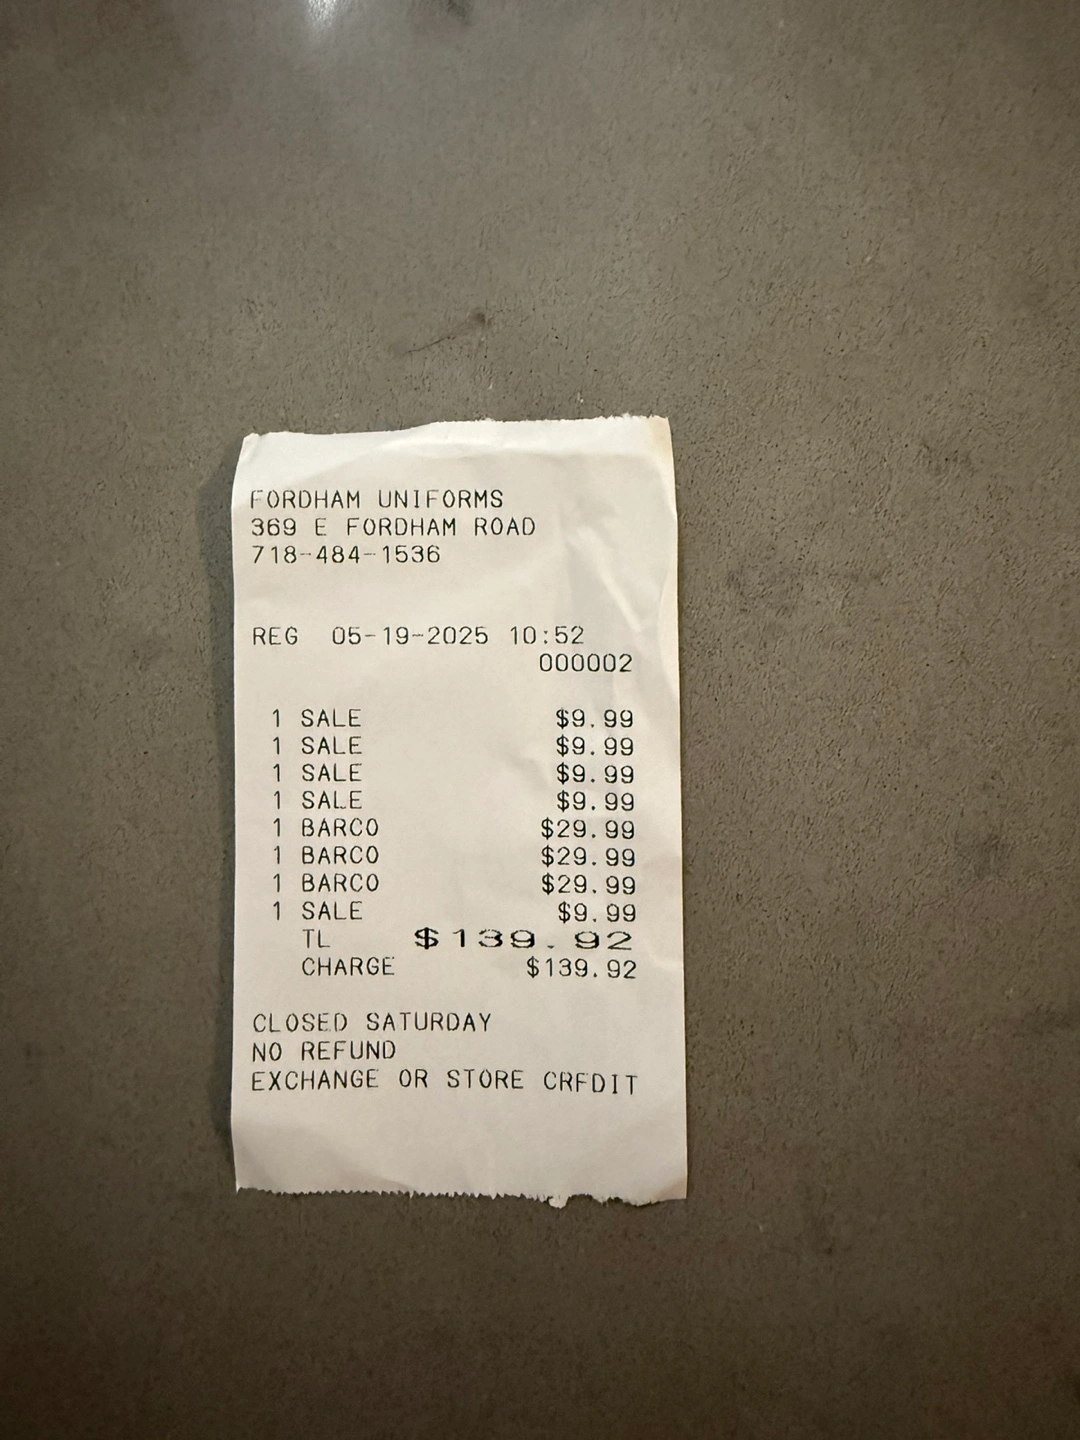 FORDHAM UNIFORMS
369 E FORDHAM ROAD
718-484-1536
REG 05-19-2025 10:52
000002
1 SALE $9.99
1 SALE $9.99
1 SALE $9.99
1 SALE $9.99
1 BARCO $29.99
1 BARCO $29.99
1 BARCO $29.99
1 SALE $9.99
TL $139.92
CHARGE $139.92
CLOSED SATURDAY
NO REFUND
EXCHANGE OR STORE CREDIT